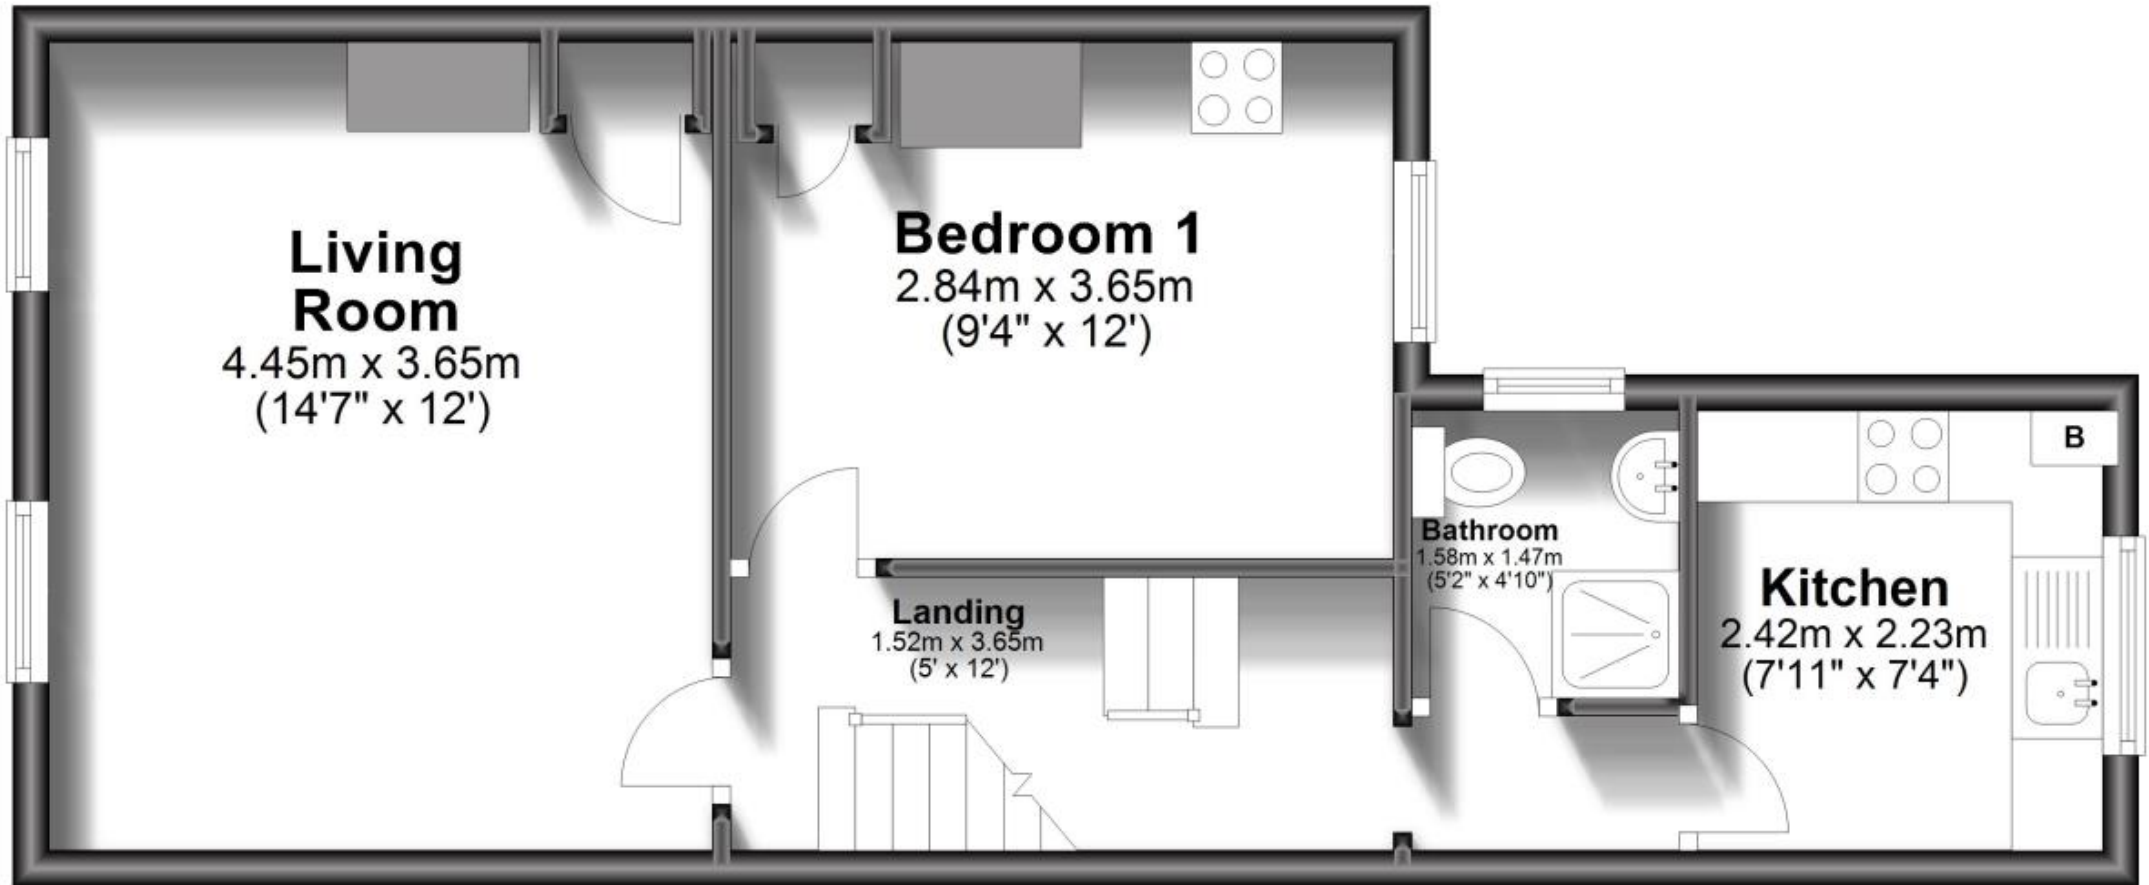 Living
Room
4.45m x 3.65m
(14'7" x 12')
Bedroom 1
2.84m x 3.65m
(9'4" x 12')
Landing
1.52m x 3.65m
(5' x 12')
Bathroom
1.58m x 1.47m
(5'2" x 4'10")
B
Kitchen
2.42m x 2.23m
(7'11" x 7'4")